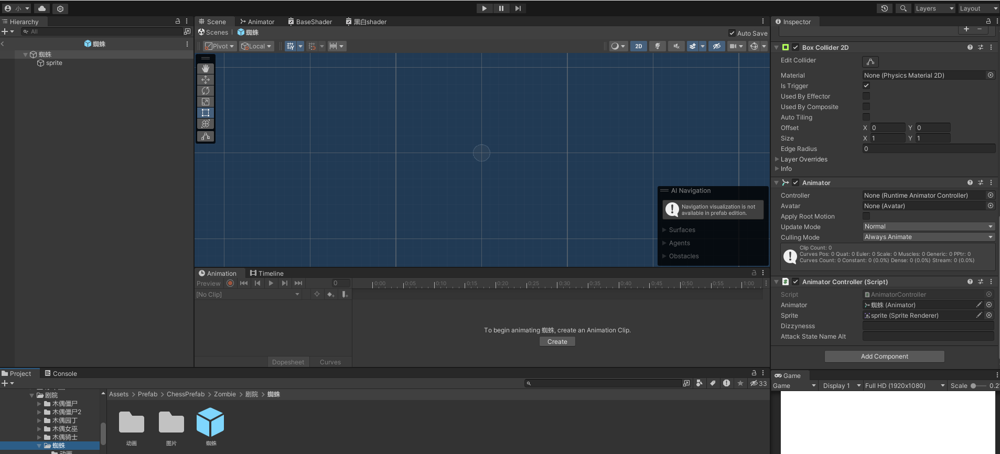 小
Layers
Layout
Hierarchy
All
蜘蛛
蜘蛛
sprite
Scene
Animator
BaseShader
黑白shader
Scenes
蜘蛛
Auto Save
Pivot
Local
2D
AI Navigation
Navigation visualization is not
available in prefab edition.
Surfaces
Agents
Obstacles
Animation
Timeline
Preview
0
0:00
0:05
0:10
0:15
0:20
0:25
0:30
0:35
0:40
0:45
0:50
0:55
1:00
[No Clip]
To begin animating 蜘蛛, create an Animation Clip.
Create
Dopesheet
Curves
Inspector
Box Collider 2D
Edit Collider
Material
None (Physics Material 2D)
Is Trigger
Used By Effector
Used By Composite
Auto Tiling
Offset
X 0 Y 0
Size
X 1 Y 1
Edge Radius
0
Layer Overrides
Info
Animator
Controller
None (Runtime Animator Controller)
Avatar
None (Avatar)
Apply Root Motion
Update Mode
Normal
Culling Mode
Always Animate
Clip Count: 0
Curves Pos: 0 Quat: 0 Euler: 0 Scale: 0 Muscles: 0 Generic: 0 PPtr: 0
Curves Count: 0 Constant: 0 (0.0%) Dense: 0 (0.0%) Stream: 0 (0.0%)
Animator Controller (Script)
Script
AnimatorController
Animator
蜘蛛 (Animator)
Sprite
sprite (Sprite Renderer)
Dizzynesss
Attack State Name Alt
Add Component
Project
Console
33
剧院
木偶僵尸
木偶僵尸2
木偶园丁
木偶女巫
木偶骑士
蜘蛛
动画
Assets > Prefab > ChessPrefab > Zombie > 剧院 > 蜘蛛
动画
图片
蜘蛛
Game
Game
Display 1
Full HD (1920x1080)
Scale
0.2